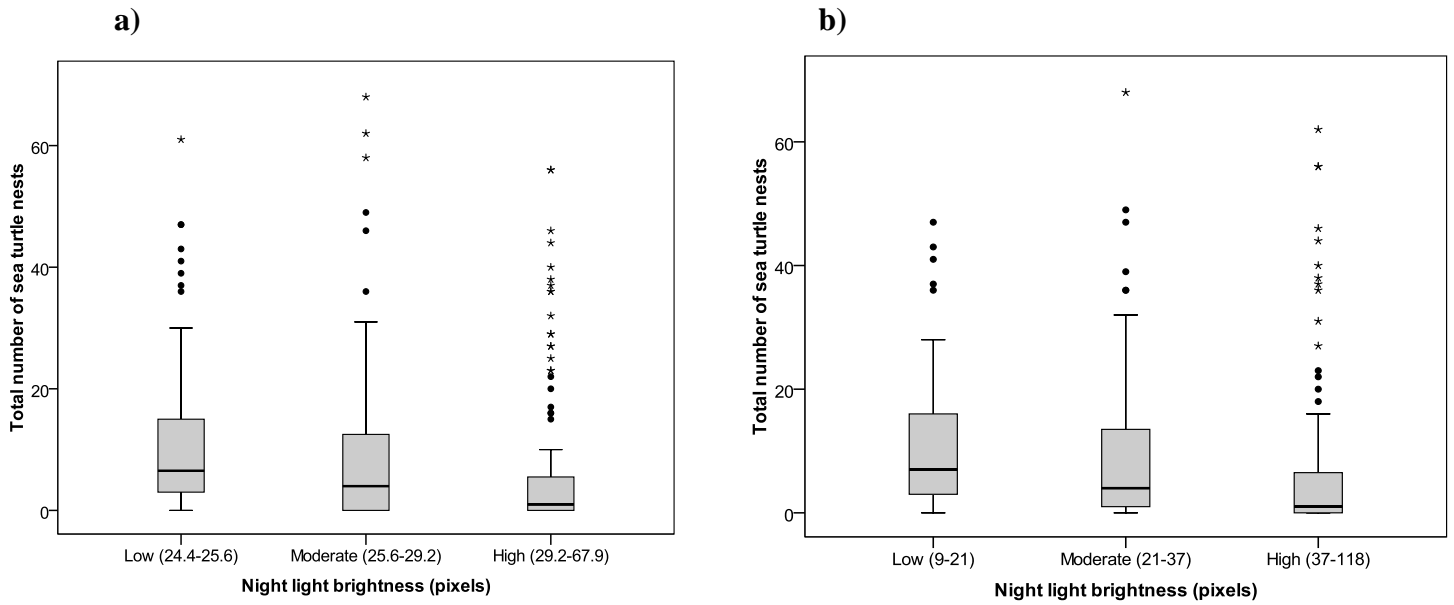 a)
Total number of sea turtle nests
60
40
20
0
Low (24.4-25.6) Moderate (25.6-29.2) High (29.2-67.9)
Night light brightness (pixels)
b)
Total number of sea turtle nests
60
40
20
0
Low (9-21) Moderate (21-37) High (37-118)
Night light brightness (pixels)